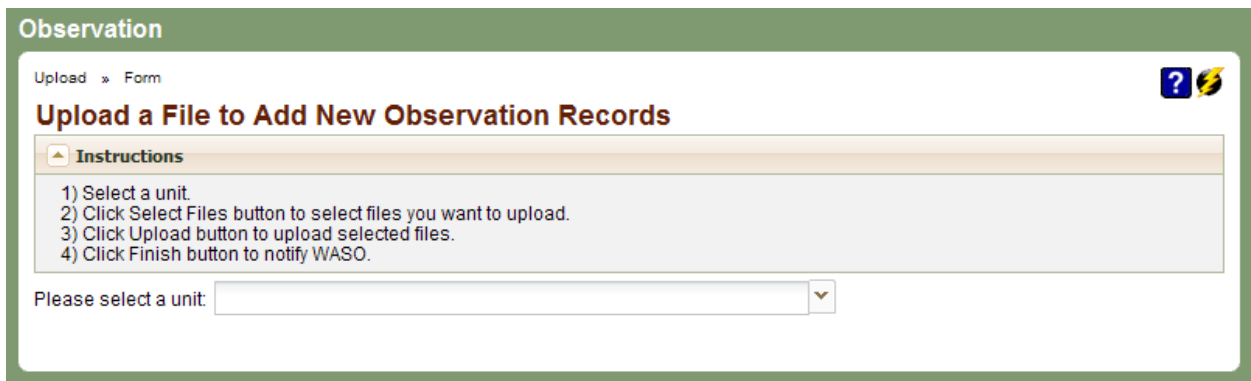 Observation
Upload » Form
?
Upload a File to Add New Observation Records
Instructions
1) Select a unit.
2) Click Select Files button to select files you want to upload.
3) Click Upload button to upload selected files.
4) Click Finish button to notify WASO.
Please select a unit: